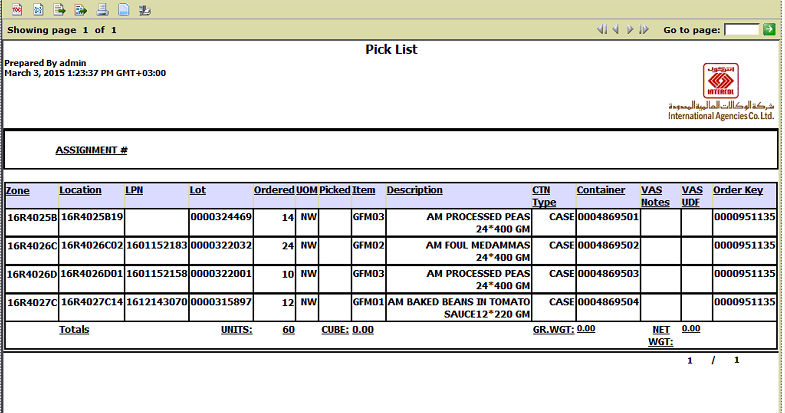 Showing page 1 of 1
Go to page:
Pick List
Prepared By admin
March 3, 2015 1:23:37 PM GMT+03:00
إنتركول
INTERCOL
شركة الوكالات العالمية المحدودة
International Agencies Co. Ltd.
ASSIGNMENT #
Zone Location LPN Lot Ordered UOM Picked Item Description CTN Type Container VAS Notes VAS UDF Order Key
16R4025B 16R4025B19 0000324469 14 NW GFM03 AM PROCESSED PEAS 24*400 GM CASE 0004869501 0000951135
16R4026C 16R4026C02 1601152183 0000322032 24 NW GFM02 AM FOUL MEDAMMAS 24*400 GM CASE 0004869502 0000951135
16R4026D 16R4026D01 1601152158 0000322001 10 NW GFM03 AM PROCESSED PEAS 24*400 GM CASE 0004869503 0000951135
16R4027C 16R4027C14 1612143070 0000315897 12 NW GFM01 AM BAKED BEANS IN TOMATO SAUCE12*220 GM CASE 0004869504 0000951135
Totals UNITS: 60 CUBE: 0.00 GR.WGT: 0.00 NET WGT: 0.00
1 / 1